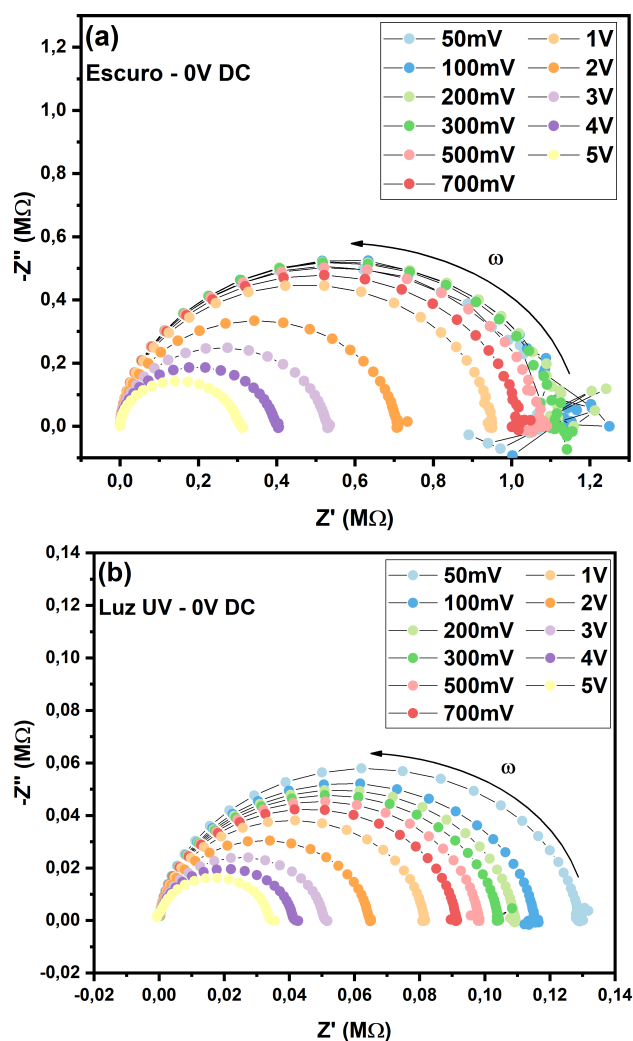 (a)
Escuro - 0V DC
50mV
1V
100mV
2V
200mV
3V
300mV
4V
500mV
5V
700mV
ω
1,2
1,0
0,8
0,6
0,4
0,2
0,0
-Z'' (MΩ)
0,0 0,2 0,4 0,6 0,8 1,0 1,2
Z' (MΩ)
(b)
Luz UV - 0V DC
50mV
1V
100mV
2V
200mV
3V
300mV
4V
500mV
5V
700mV
ω
0,14
0,12
0,10
0,08
0,06
0,04
0,02
0,00
-0,02
-Z'' (MΩ)
-0,02 0,00 0,02 0,04 0,06 0,08 0,10 0,12 0,14
Z' (MΩ)